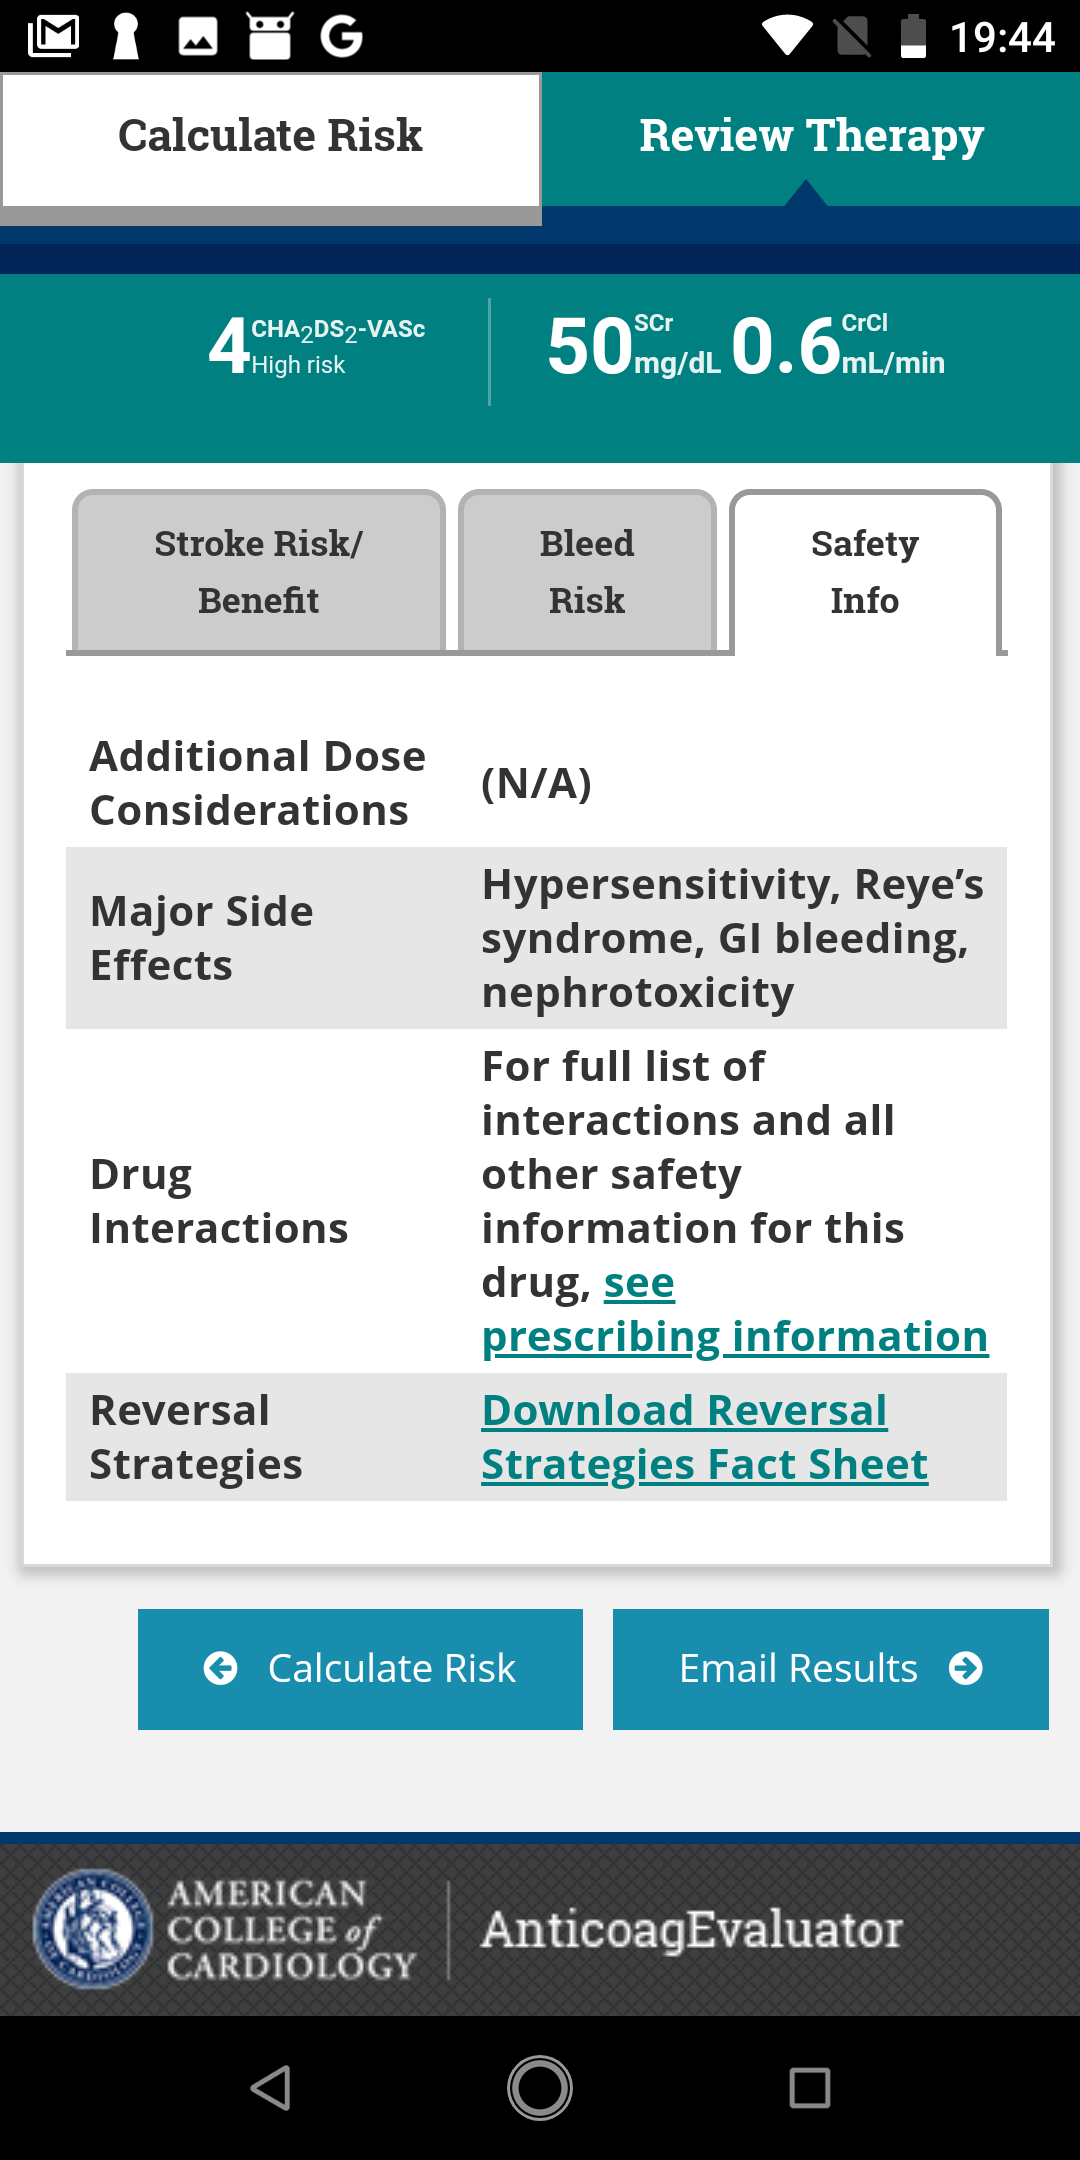 19:44
Calculate Risk
Review Therapy
4 CHA2DS2-VASc
High risk
50 SCr
mg/dL
0.6 CrCl
mL/min
Stroke Risk/
Benefit
Bleed
Risk
Safety
Info
Additional Dose
Considerations
(N/A)
Major Side
Effects
Hypersensitivity, Reye’s
syndrome, GI bleeding,
nephrotoxicity
Drug
Interactions
For full list of
interactions and all
other safety
information for this
drug, see
prescribing information
Reversal
Strategies
Download Reversal
Strategies Fact Sheet
Calculate Risk
Email Results
AMERICAN
COLLEGE of
CARDIOLOGY
AnticoagEvaluator